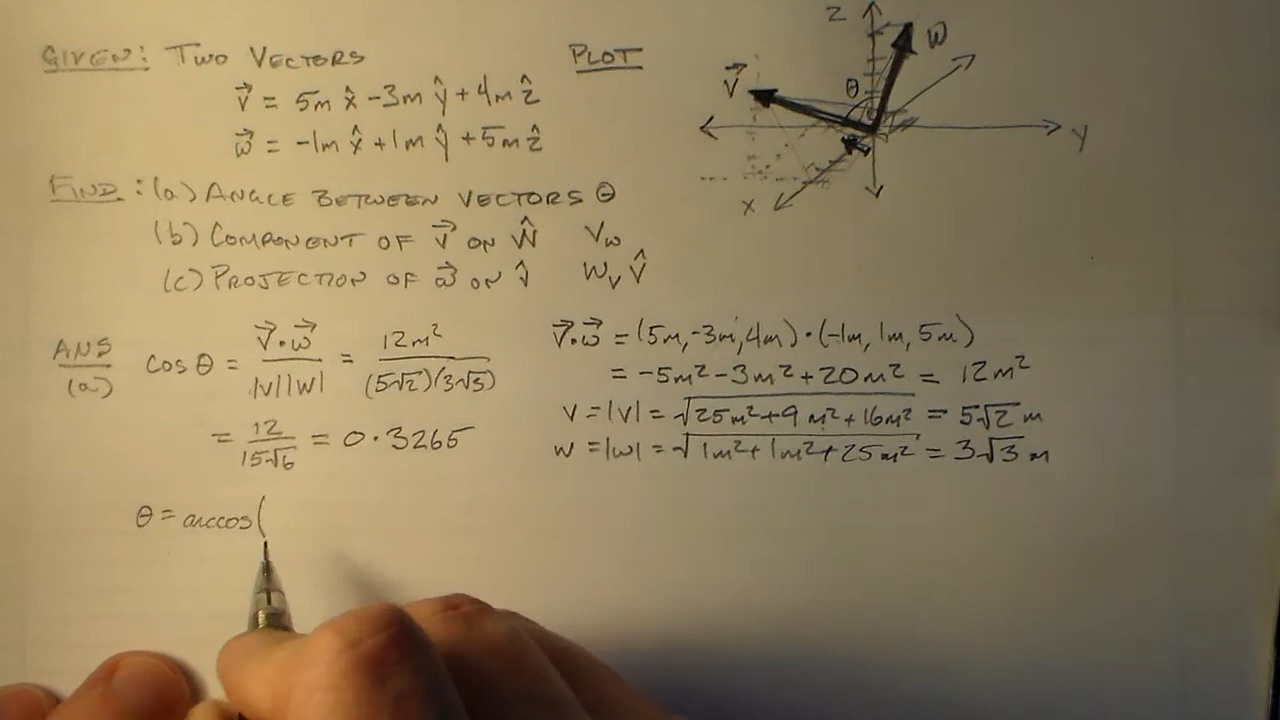 GIVEN: TWO VECTORS
v⃗ = 5m x̂ - 3m ŷ + 4m ẑ
w⃗ = -1m x̂ + 1m ŷ + 5m ẑ
FIND: (a) ANGLE BETWEEN VECTORS θ
(b) COMPONENT OF v⃗ ON ŵ Vw
(c) PROJECTION OF w⃗ ON v̂ Wv v̂
PLOT
z
w
v⃗
θ
y
x
ANS
(a)
cos θ = v⃗·w⃗ / |v||w| = 12m² / (5√2)(3√3)
= 12 / 15√6 = 0.3265
θ = arccos(
v⃗·w⃗ = (5m, -3m, 4m)·(-1m, 1m, 5m)
= -5m² - 3m² + 20m² = 12m²
v = |v| = √25m² + 9m² + 16m² = 5√2 m
w = |w| = √1m² + 1m² + 25m² = 3√3 m